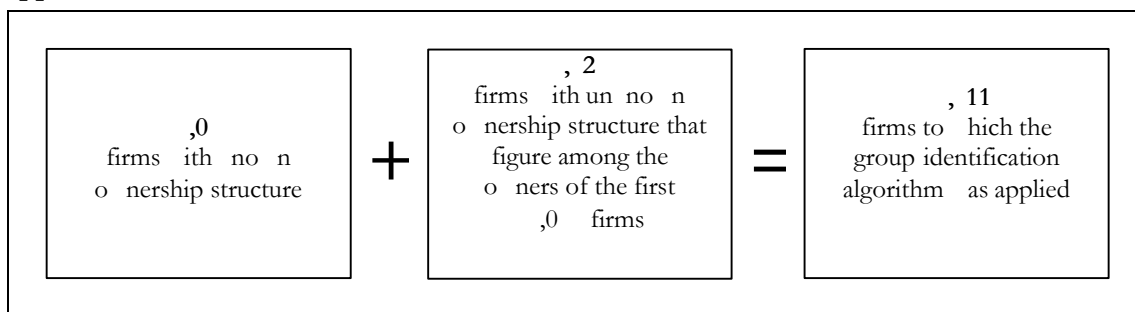 ,0
firms ith no n
o nership structure
+
, 2
firms ith un no n
o nership structure that
figure among the
o ners of the first
,0 firms
=
, 11
firms to hich the
group identification
algorithm as applied